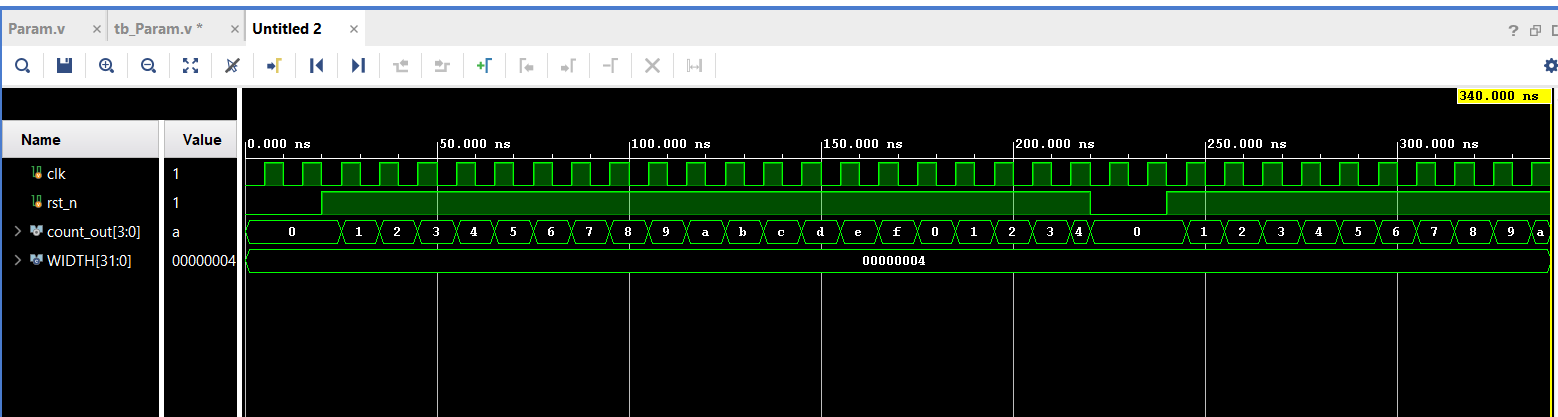 Param.v × tb_Param.v * × Untitled 2 ×
?
340.000 ns
Name Value
0.000 ns 50.000 ns 100.000 ns 150.000 ns 200.000 ns 250.000 ns 300.000 ns
clk 1
rst_n 1
count_out[3:0] a 0 1 2 3 4 5 6 7 8 9 a b c d e f 0 1 2 3 4 0 1 2 3 4 5 6 7 8 9 a
WIDTH[31:0] 00000004 00000004